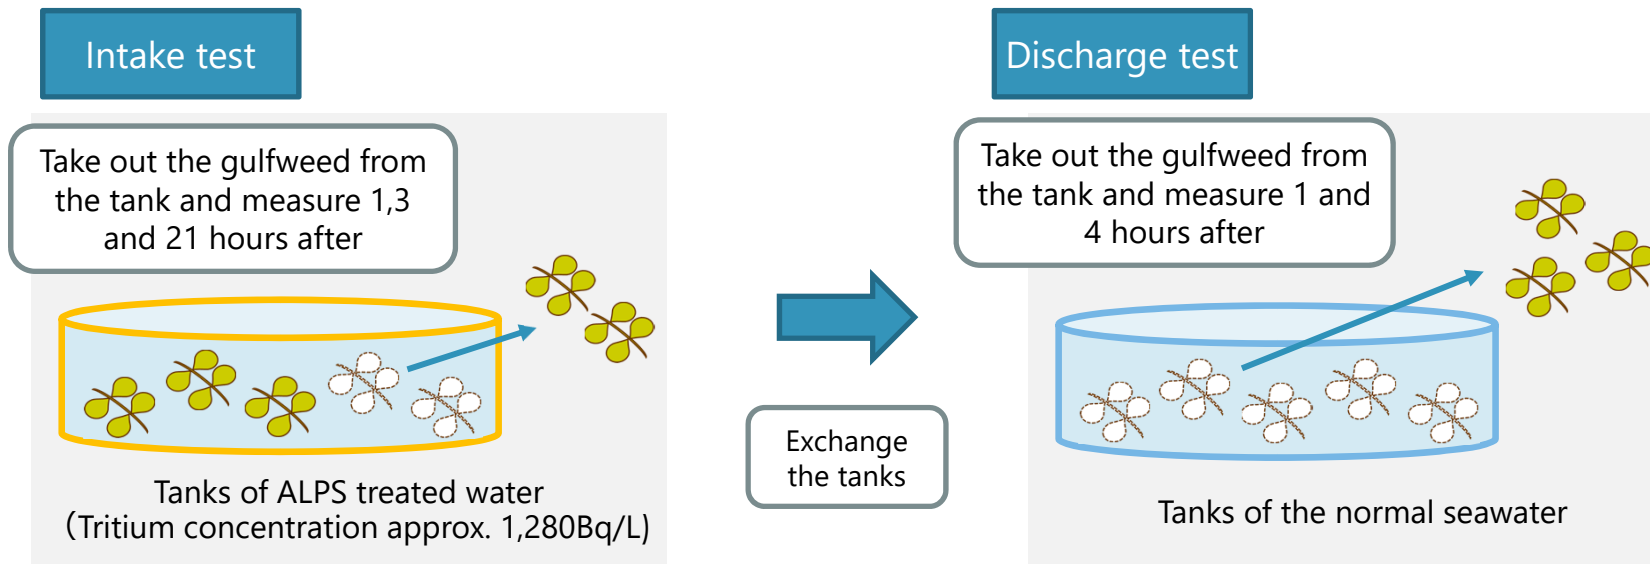 Intake test
Take out the gulfweed from
the tank and measure 1,3
and 21 hours after
Tanks of ALPS treated water
（Tritium concentration approx. 1,280Bq/L)
Exchange
the tanks
Discharge test
Take out the gulfweed from
the tank and measure 1 and
4 hours after
Tanks of the normal seawater